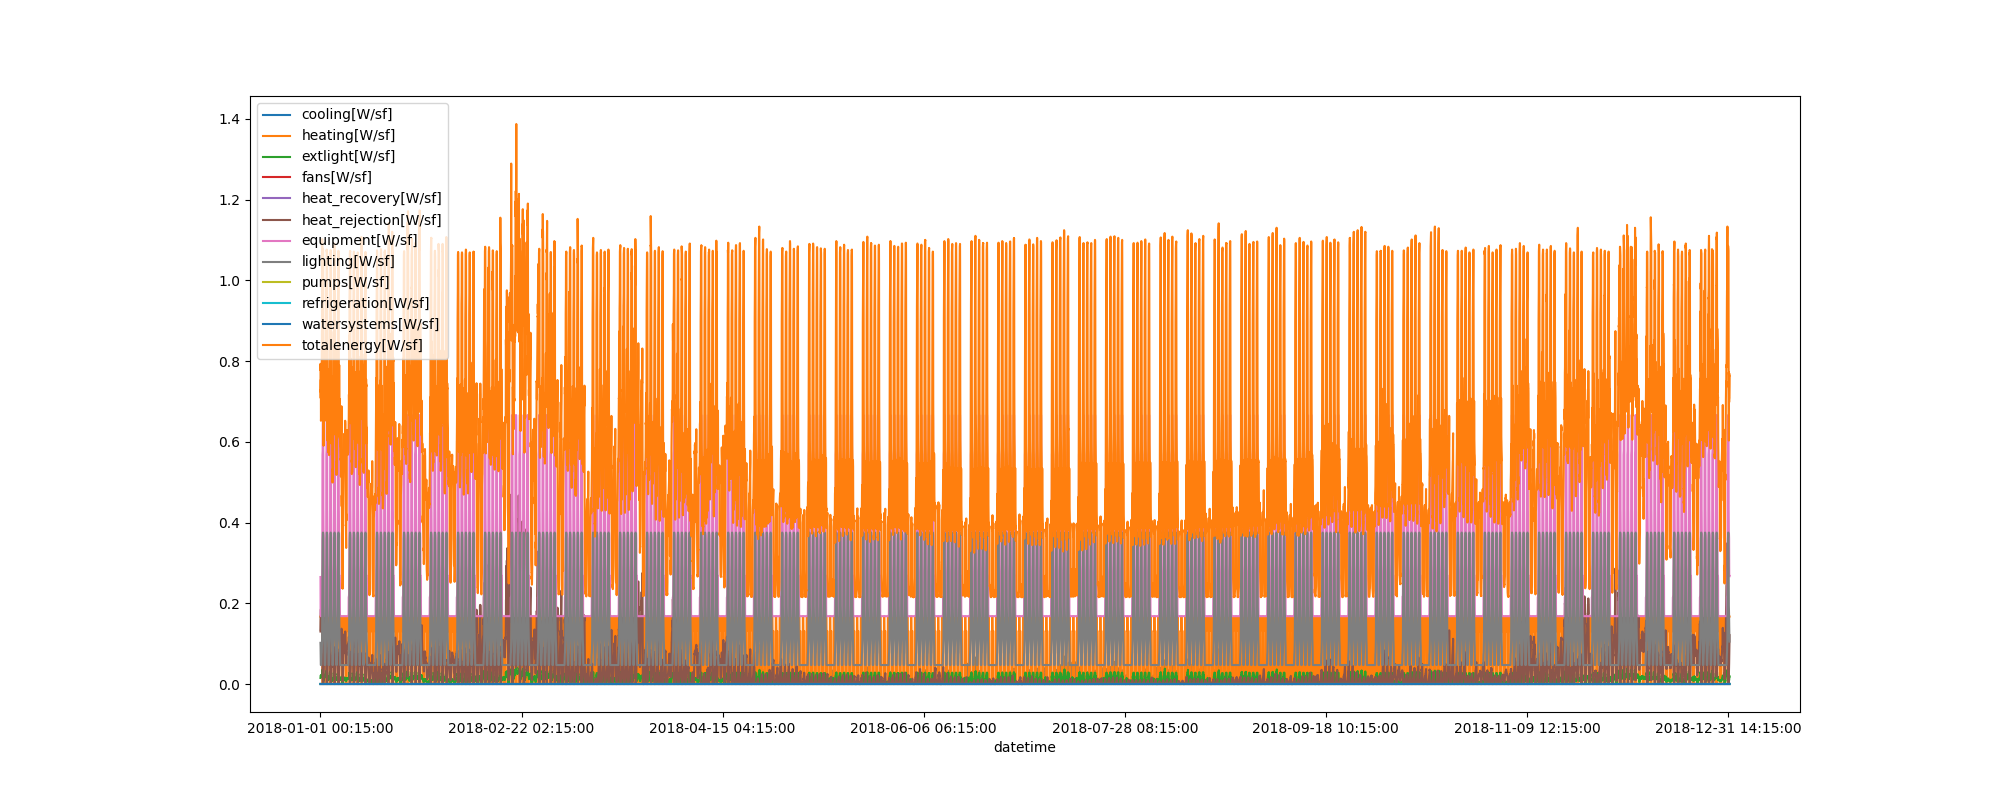 1.4
1.2
1.0
0.8
0.6
0.4
0.2
0.0
cooling[W/sf]
heating[W/sf]
extlight[W/sf]
fans[W/sf]
heat_recovery[W/sf]
heat_rejection[W/sf]
equipment[W/sf]
lighting[W/sf]
pumps[W/sf]
refrigeration[W/sf]
watersystems[W/sf]
totalenergy[W/sf]
2018-01-01 00:15:00 2018-02-22 02:15:00 2018-04-15 04:15:00 2018-06-06 06:15:00 2018-07-28 08:15:00 2018-09-18 10:15:00 2018-11-09 12:15:00 2018-12-31 14:15:00
datetime